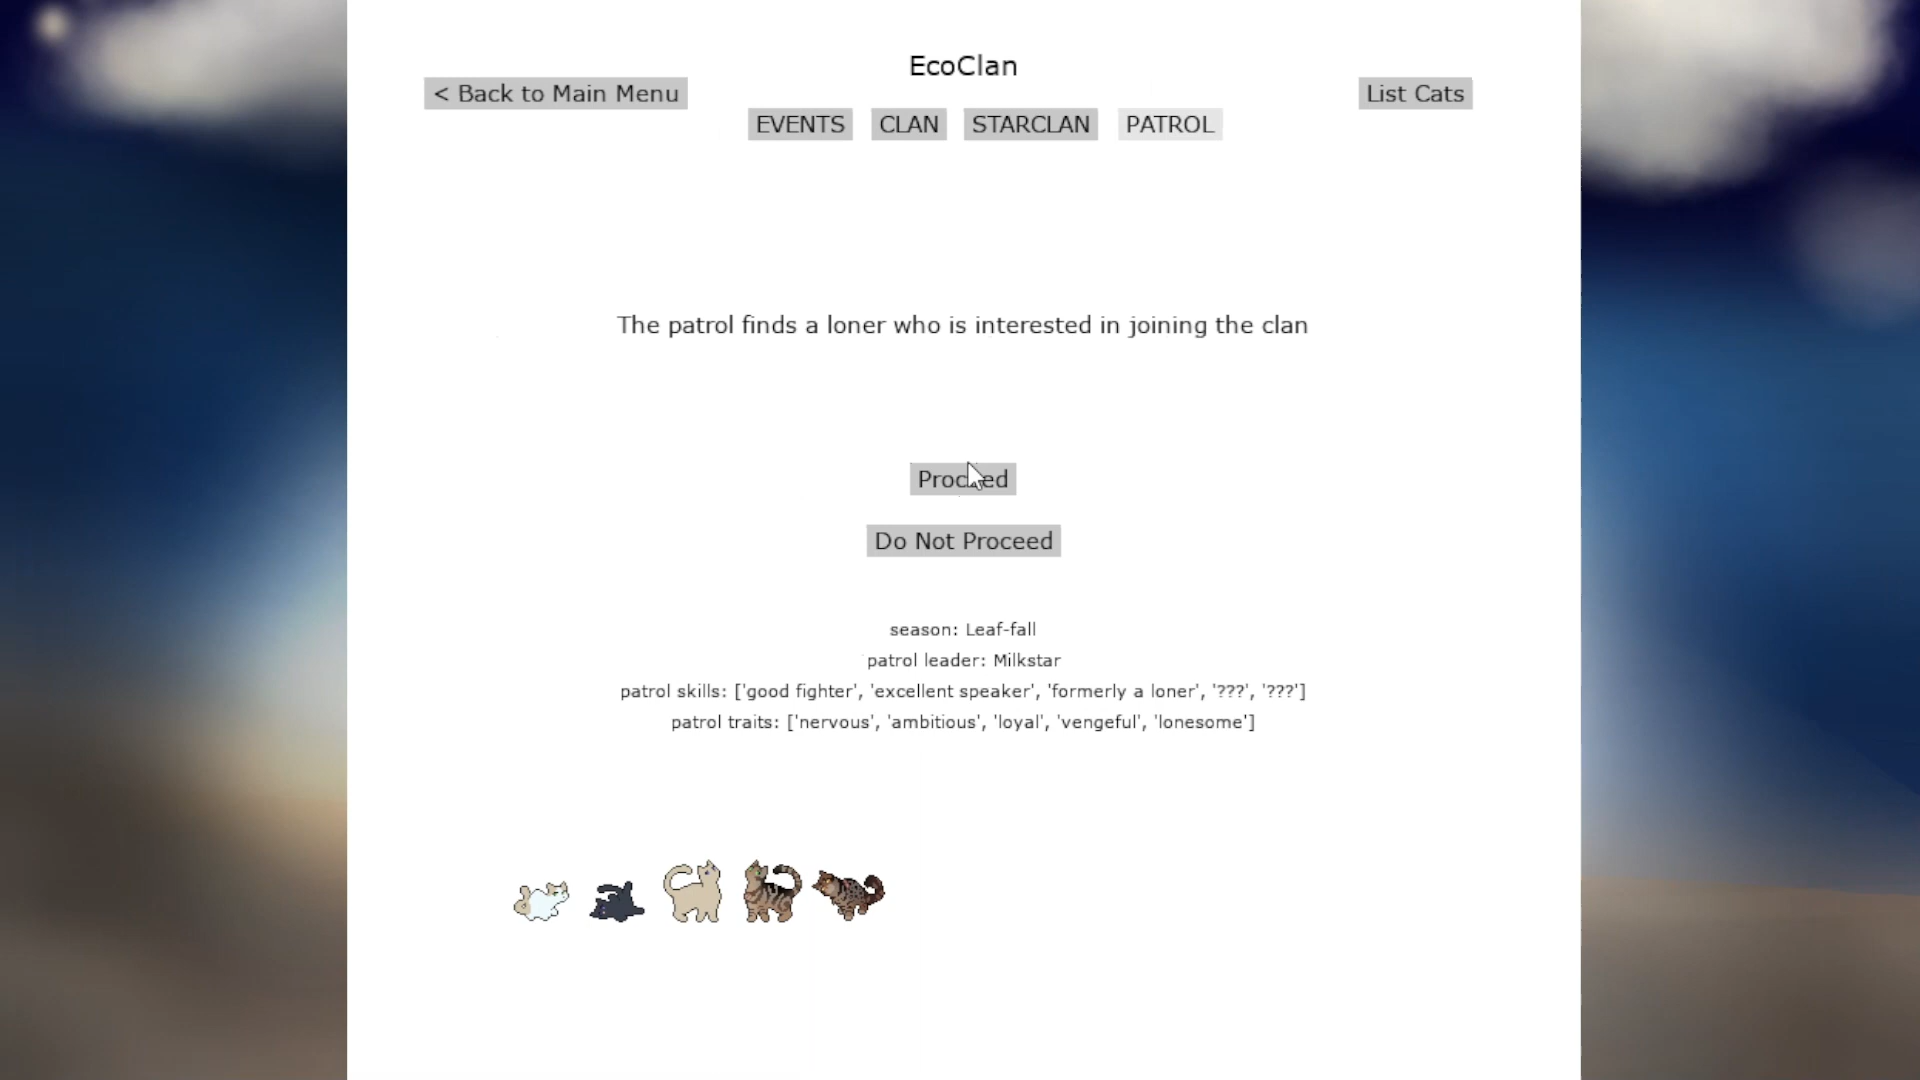 EcoClan
< Back to Main Menu
List Cats
EVENTS CLAN STARCLAN PATROL
The patrol finds a loner who is interested in joining the clan
Proceed
Do Not Proceed
season: Leaf-fall
patrol leader: Milkstar
patrol skills: ['good fighter', 'excellent speaker', 'formerly a loner', '???', '???']
patrol traits: ['nervous', 'ambitious', 'loyal', 'vengeful', 'lonesome']